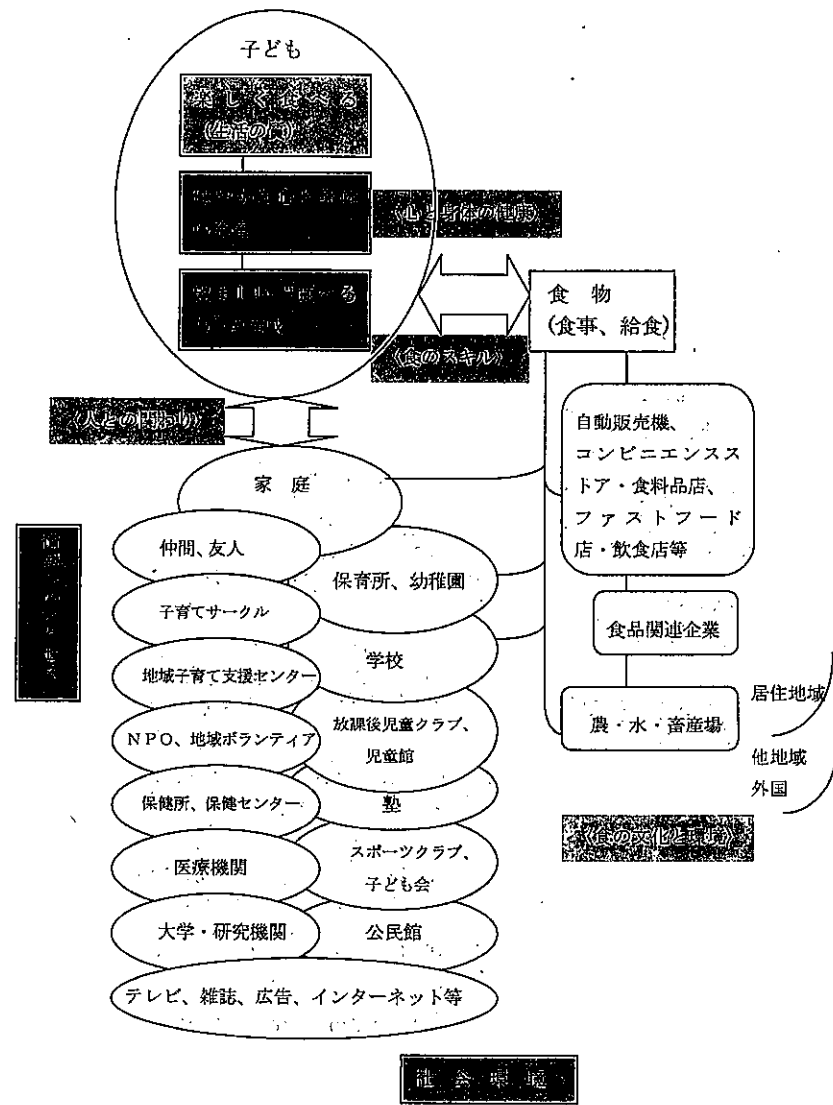 子ども
楽しく食べる
(生活の質)
〈心と身体の健康〉
食 物
(食事、給食)
〈食のスキル〉
〈人との関わり〉
自動販売機、
コンビニエンスス
トア・食料品店、
ファストフード
店・飲食店等
家 庭
仲間、友人
保育所、幼稚園
子育てサークル
食品関連企業
学校
地域子育て支援センター
居住地域
農・水・畜産場
放課後児童クラブ、
児童館
NPO、地域ボランティア
他地域
外国
保健所、保健センター
塾
〈食の文化と環境〉
スポーツクラブ、
子ども会
医療機関
大学・研究機関
公民館
テレビ、雑誌、広告、インターネット等
社 会 環 境